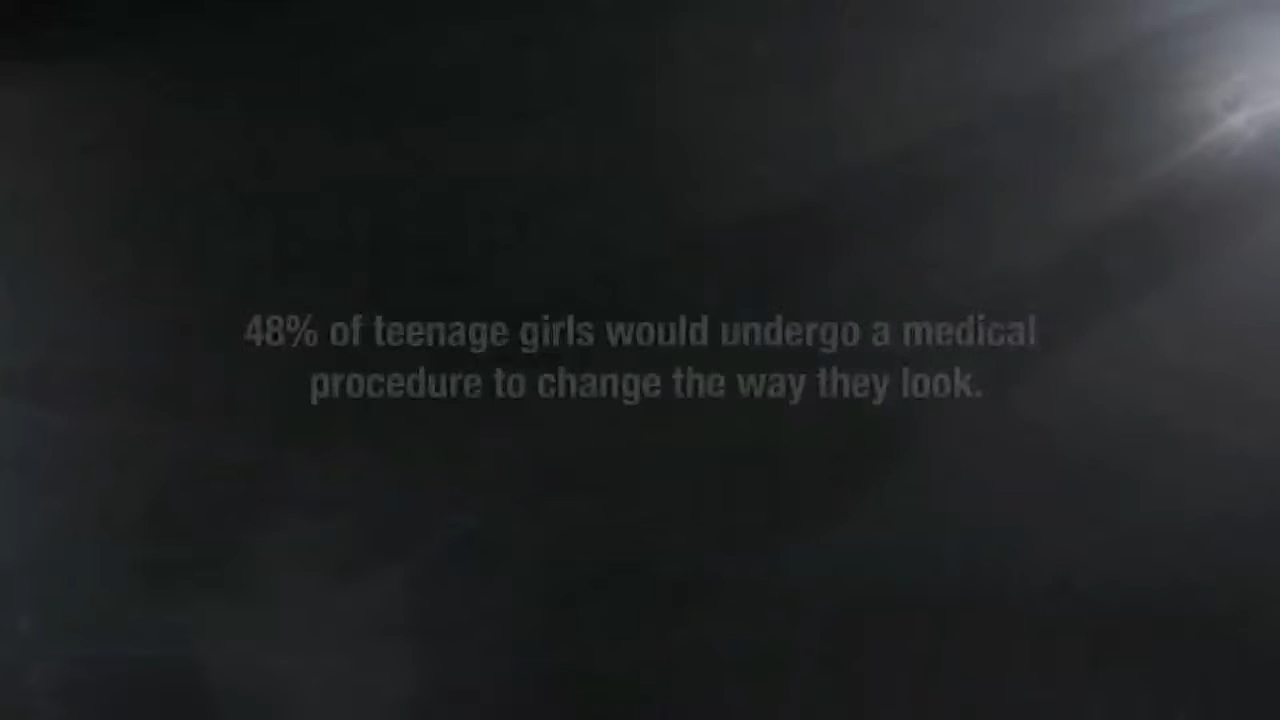 48% of teenage girls would undergo a medical
procedure to change the way they look.